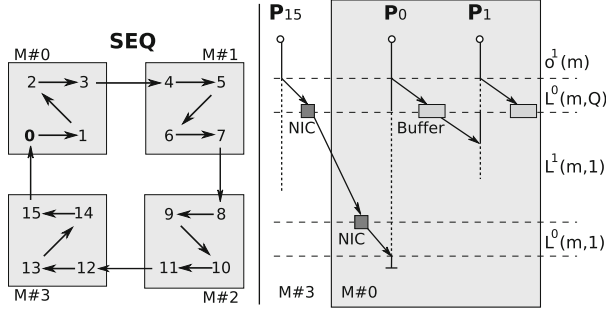 SEQ
M#0
M#1
2 3 4 5
0 1 6 7
15 14 9 8
13 12 11 10
M#3
M#2
P15 P0 P1
o¹(m)
L⁰(m,Q)
NIC
Buffer
L¹(m,1)
NIC
L⁰(m,1)
M#3
M#0